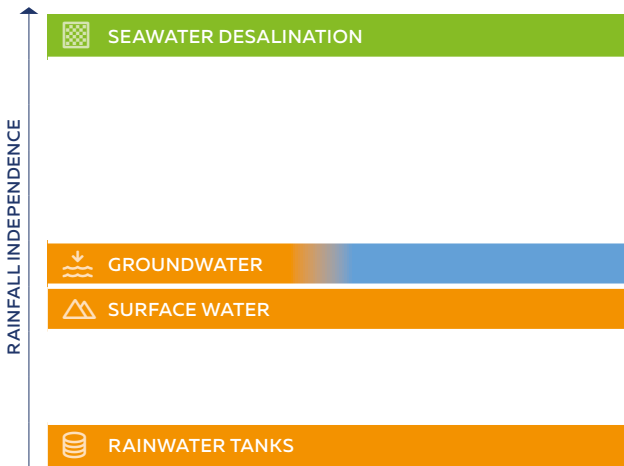 RAINFALL INDEPENDENCE
SEAWATER DESALINATION
GROUNDWATER
SURFACE WATER
RAINWATER TANKS